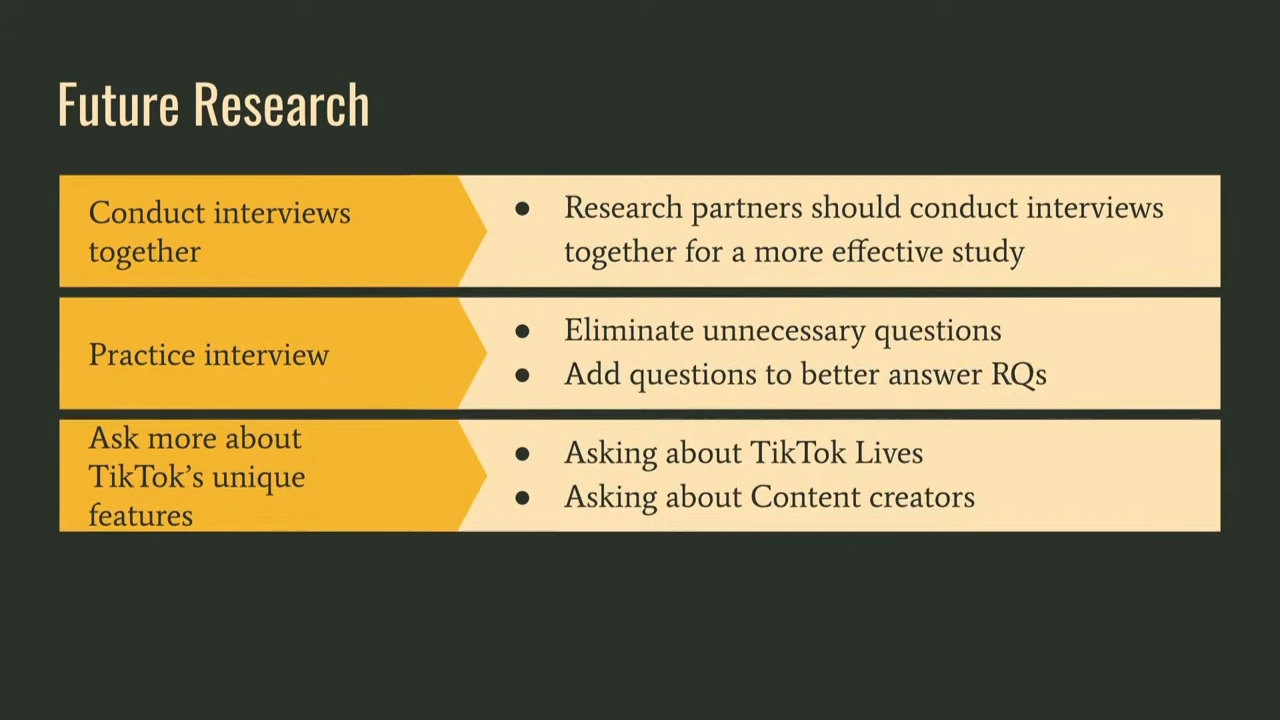 Future Research
Conduct interviews
together
● Research partners should conduct interviews
together for a more effective study
Practice interview
● Eliminate unnecessary questions
● Add questions to better answer RQs
Ask more about
TikTok’s unique
features
● Asking about TikTok Lives
● Asking about Content creators